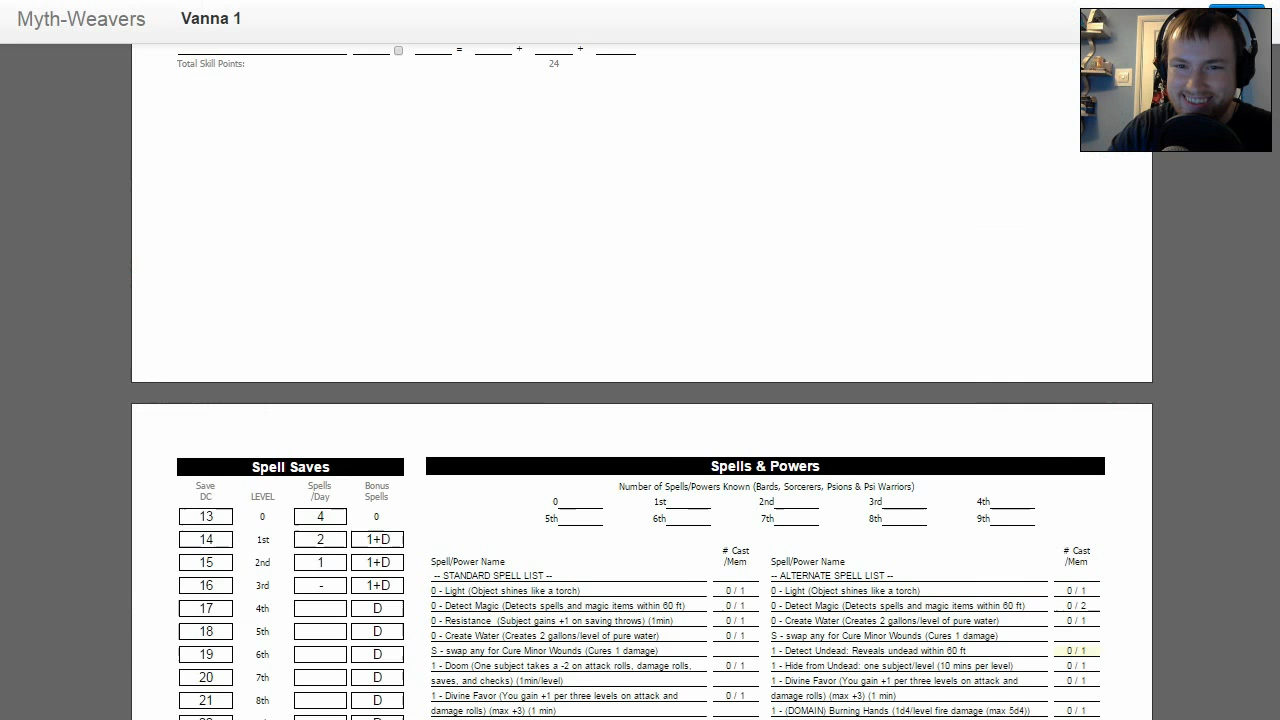 Myth-Weavers Vanna 1
= + +
Total Skill Points: 24
Spell Saves
Save DC LEVEL Spells /Day Bonus Spells
13 0 4 0
14 1st 2 1+D
15 2nd 1 1+D
16 3rd - 1+D
17 4th D
18 5th D
19 6th D
20 7th D
21 8th D
Spells & Powers
Number of Spells/Powers Known (Bards, Sorcerers, Psions & Psi Warriors)
0 1st 2nd 3rd 4th
5th 6th 7th 8th 9th
Spell/Power Name # Cast /Mem
-- STANDARD SPELL LIST --
0 - Light (Object shines like a torch) 0 / 1
0 - Detect Magic (Detects spells and magic items within 60 ft) 0 / 1
0 - Resistance (Subject gains +1 on saving throws) (1min) 0 / 1
0 - Create Water (Creates 2 gallons/level of pure water) 0 / 1
S - swap any for Cure Minor Wounds (Cures 1 damage)
1 - Doom (One subject takes a -2 on attack rolls, damage rolls, 0 / 1
saves, and checks) (1min/level)
1 - Divine Favor (You gain +1 per three levels on attack and 0 / 1
damage rolls) (max +3) (1 min)
Spell/Power Name # Cast /Mem
-- ALTERNATE SPELL LIST --
0 - Light (Object shines like a torch) 0 / 1
0 - Detect Magic (Detects spells and magic items within 60 ft) 0 / 2
0 - Create Water (Creates 2 gallons/level of pure water) 0 / 1
S - swap any for Cure Minor Wounds (Cures 1 damage)
1 - Detect Undead: Reveals undead within 60 ft 0 / 1
1 - Hide from Undead: one subject/level (10 mins per level) 0 / 1
1 - Divine Favor (You gain +1 per three levels on attack and 0 / 1
damage rolls) (max +3) (1 min)
1 - (DOMAIN) Burning Hands (1d4/level fire damage (max 5d4)) 0 / 1